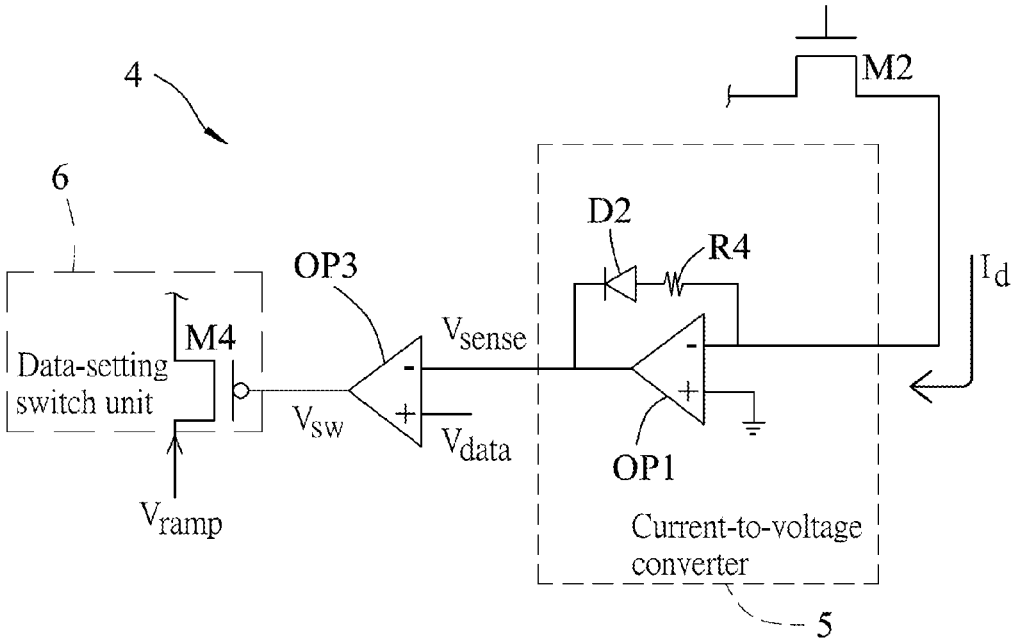 M2
4
6
D2
R4
I_d
OP3
M4
V_sense
-
-
Data-setting
switch unit
+
+
V_sw
V_data
OP1
V_ramp
Current-to-voltage
converter
5